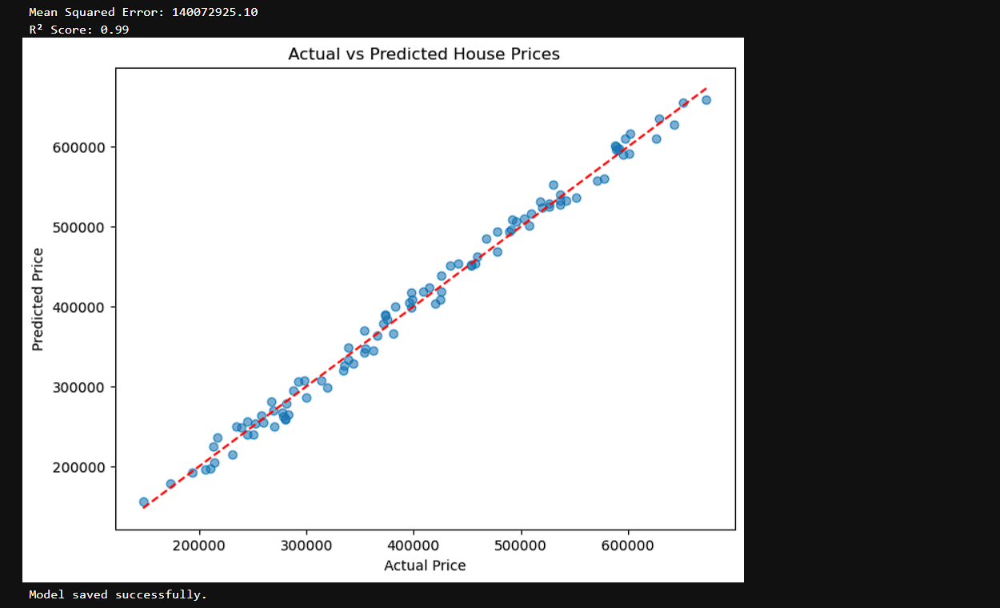 Mean Squared Error: 140072925.10
R² Score: 0.99
Actual vs Predicted House Prices
600000
500000
400000
300000
200000
Predicted Price
200000 300000 400000 500000 600000
Actual Price
Model saved successfully.